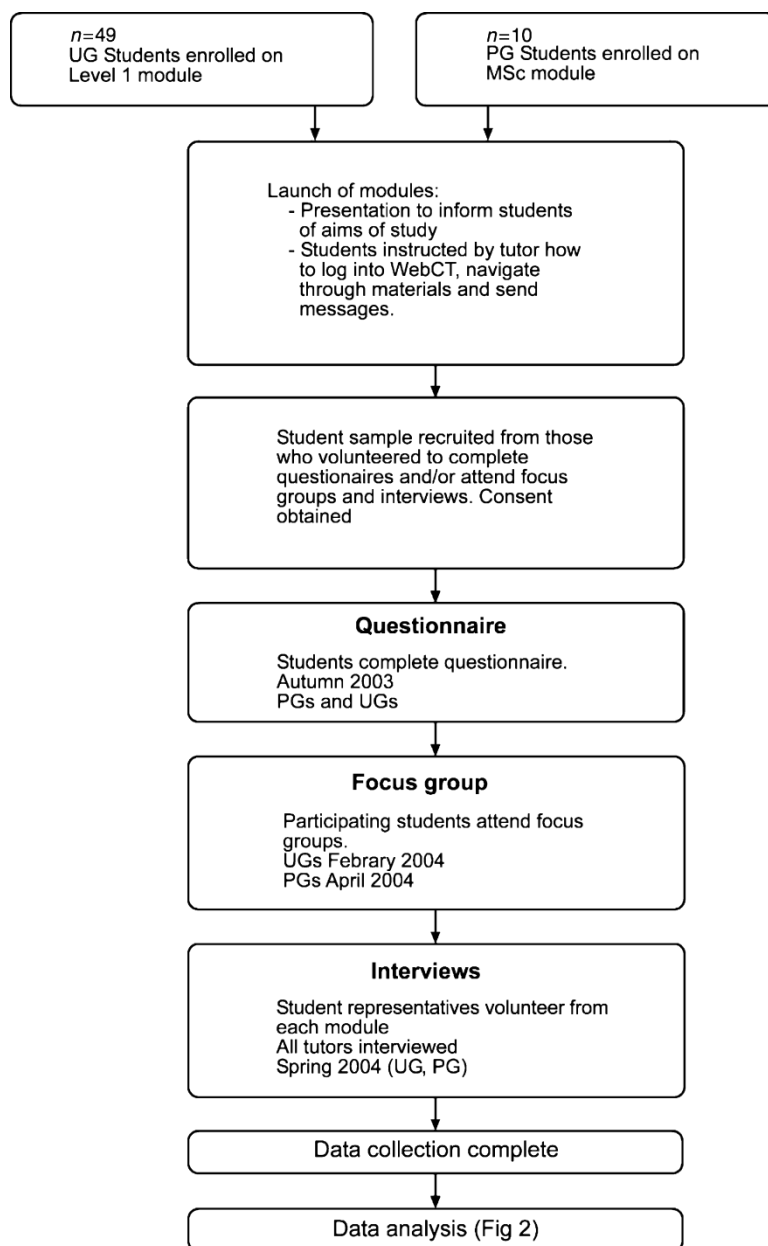 n=49
UG Students enrolled on
Level 1 module
n=10
PG Students enrolled on
MSc module
Launch of modules:
- Presentation to inform students
of aims of study
- Students instructed by tutor how
to log into WebCT, navigate
through materials and send
messages.
Student sample recruited from those
who volunteered to complete
questionaires and/or attend focus
groups and interviews. Consent
obtained
Questionnaire
Students complete questionnaire.
Autumn 2003
PGs and UGs
Focus group
Participating students attend focus
groups.
UGs Febrary 2004
PGs April 2004
Interviews
Student representatives volunteer from
each module
All tutors interviewed
Spring 2004 (UG, PG)
Data collection complete
Data analysis (Fig 2)